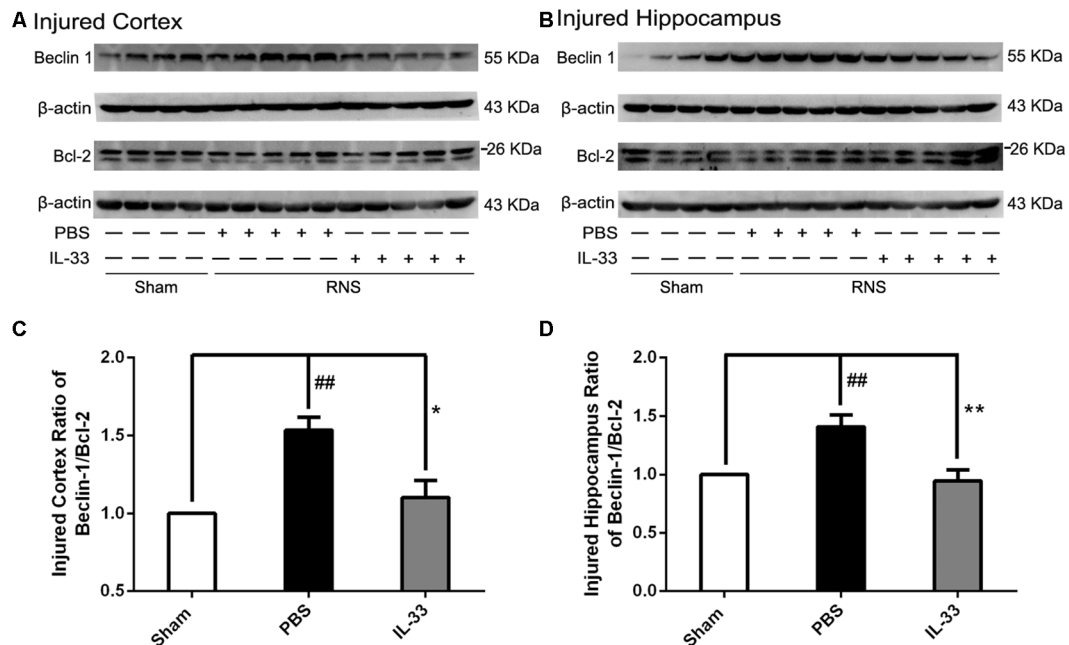 A Injured Cortex
Beclin 1 55 KDa
β-actin 43 KDa
Bcl-2 26 KDa
β-actin 43 KDa
PBS — — — — + + + + + — — — — —
IL-33 — — — — — — — — — + + + + +
Sham RNS
B Injured Hippocampus
Beclin 1 55 KDa
β-actin 43 KDa
Bcl-2 26 KDa
β-actin 43 KDa
PBS — — — — + + + + + — — — — —
IL-33 — — — — — — — — — + + + + +
Sham RNS
C
Injured Cortex Ratio of
Beclin-1/Bcl-2
2.0
1.5
1.0
0.5
##
*
Sham PBS IL-33
D
Injured Hippocampus Ratio
of Beclin-1/Bcl-2
2.0
1.5
1.0
0.5
0.0
##
**
Sham PBS IL-33